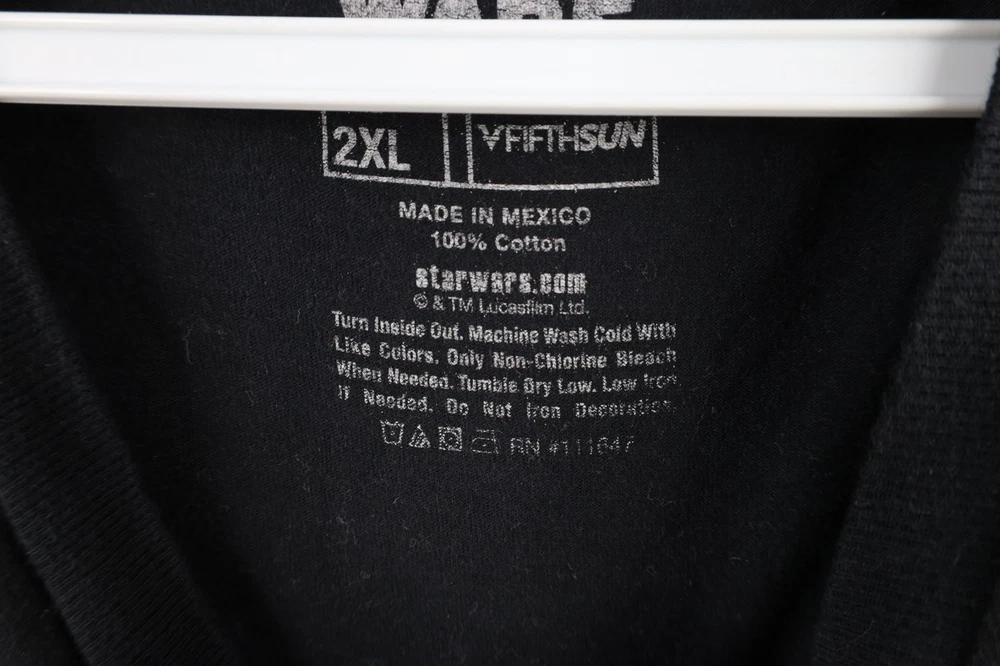 WARS
2XL
FIFTHSUN
MADE IN MEXICO
100% Cotton
starwars.com
© & TM Lucasfilm Ltd.
Turn Inside Out. Machine Wash Cold With
Like Colors. Only Non-Chlorine Bleach
When Needed. Tumble Dry Low. Low Iron
If Needed. Do Not Iron Decoration.
RN #111647